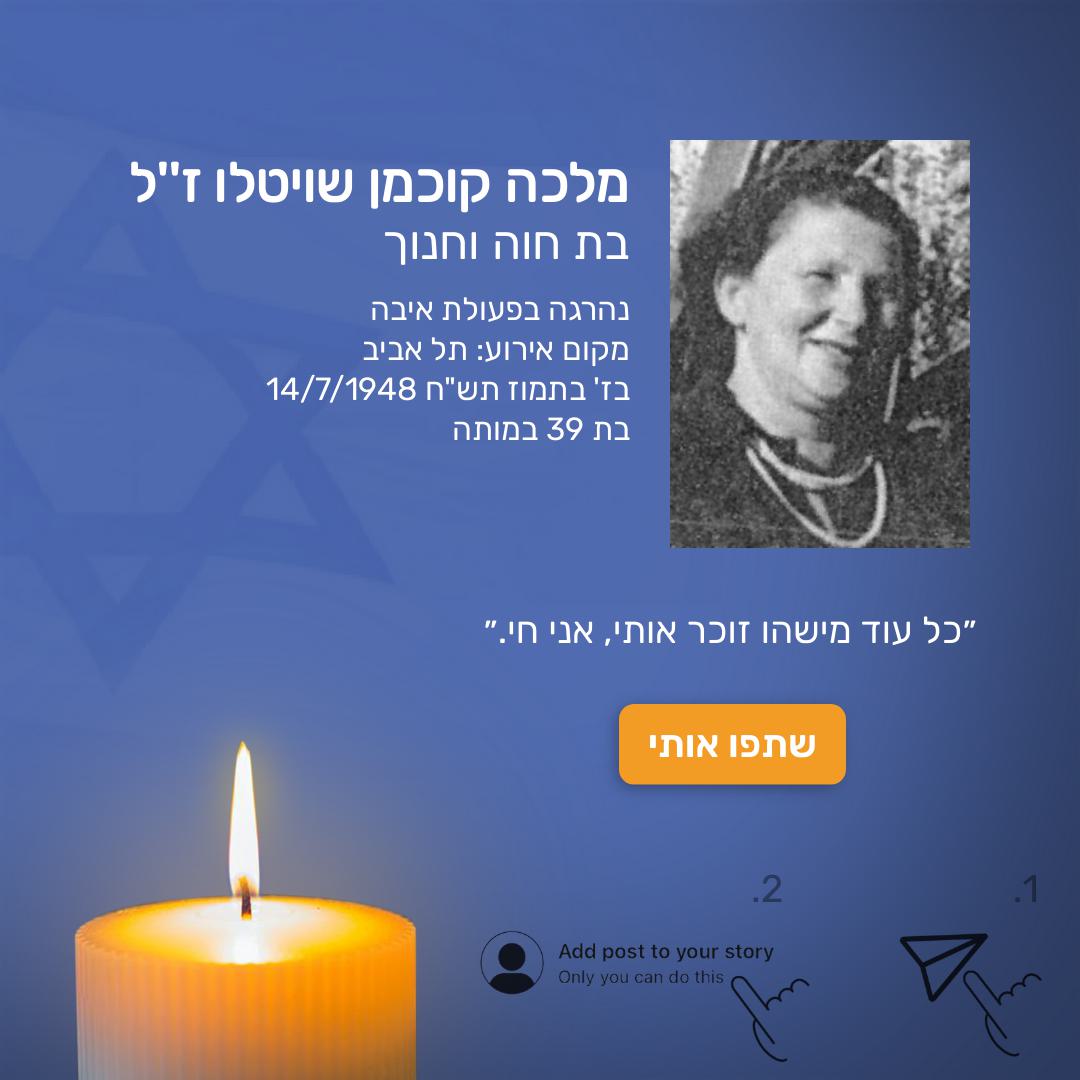 מלכה קוכמן שויטלו ז"ל
בת חוה וחנוך
נהרגה בפעולת איבה
מקום אירוע: תל אביב
בז' בתמוז תש"ח 14/7/1948
בת 39 במותה
״כל עוד מישהו זוכר אותי, אני חי.״
שתפו אותי
.1
.2
Add post to your story
Only you can do this